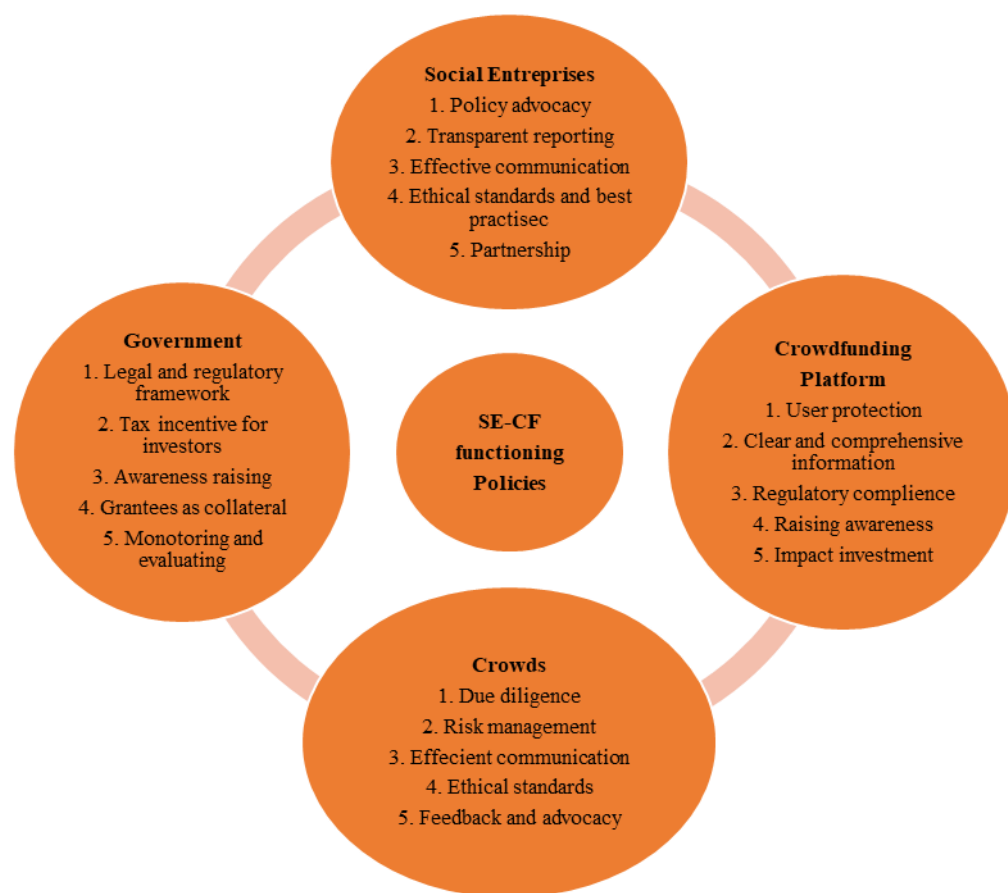 Social Entreprises
1. Policy advocacy
2. Transparent reporting
3. Effective communication
4. Ethical standards and best
practisec
5. Partnership
Government
1. Legal and regulatory
framework
2. Tax incentive for
investors
3. Awareness raising
4. Grantees as collateral
5. Monotoring and
evaluating
SE-CF
functioning
Policies
Crowdfunding
Platform
1. User protection
2. Clear and comprehensive
information
3. Regulatory complience
4. Raising awareness
5. Impact investment
Crowds
1. Due diligence
2. Risk management
3. Effecient communication
4. Ethical standards
5. Feedback and advocacy